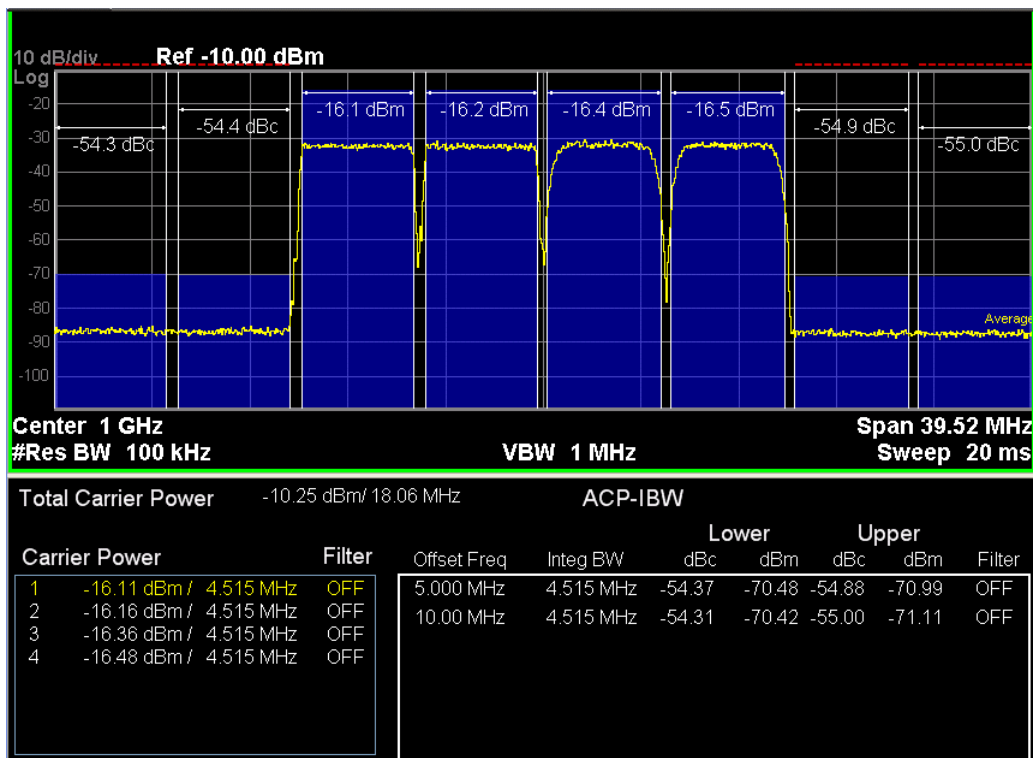 10 dB/div Ref -10.00 dBm
Log
-16.1 dBm -16.2 dBm -16.4 dBm -16.5 dBm
-54.3 dBc -54.4 dBc -54.9 dBc -55.0 dBc
-20
-30
-40
-50
-60
-70
-80
-90
-100
Average
Center 1 GHz Span 39.52 MHz
#Res BW 100 kHz VBW 1 MHz Sweep 20 ms
Total Carrier Power -10.25 dBm/ 18.06 MHz ACP-IBW
Lower Upper
Carrier Power Filter Offset Freq Integ BW dBc dBm dBc dBm Filter
1 -16.11 dBm / 4.515 MHz OFF 5.000 MHz 4.515 MHz -54.37 -70.48 -54.88 -70.99 OFF
2 -16.16 dBm / 4.515 MHz OFF 10.00 MHz 4.515 MHz -54.31 -70.42 -55.00 -71.11 OFF
3 -16.36 dBm / 4.515 MHz OFF
4 -16.48 dBm / 4.515 MHz OFF